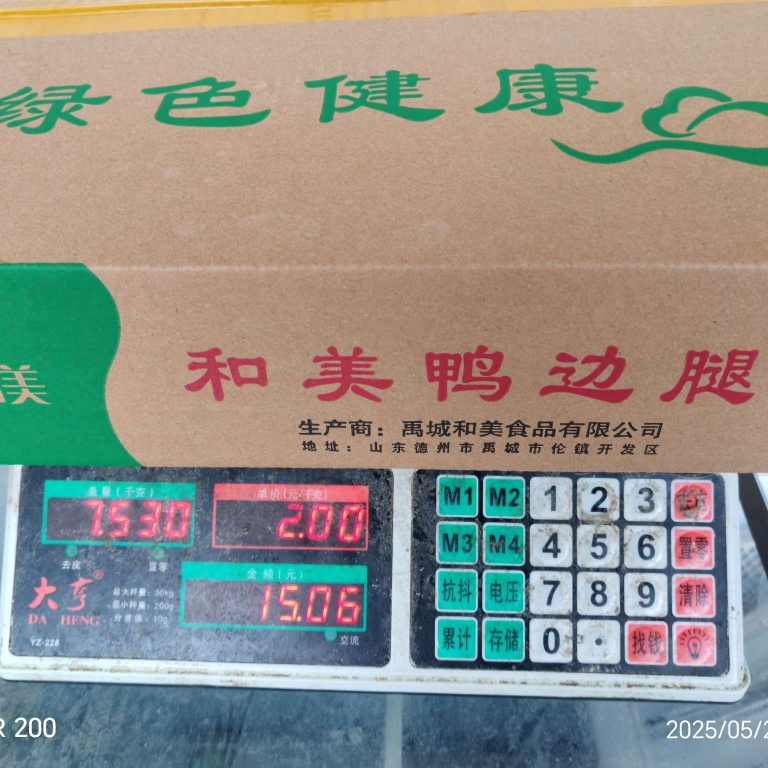 绿色健康
美
和美鸭边腿
生产商：禹城和美食品有限公司
地址：山东德州市禹城市伦镇开发区
重量(千克)
7.530
单价(元/千克)
2.00
去皮
置零
金额(元)
15.06
交流
大亨®
DA HENG
最大秤量：30kg
最小秤量：200g
分度值：10g
YZ-228
M1 M2 1 2 3
M3 M4 4 5 6 置零
抗抖 电压 7 8 9 清除
累计 存储 0 · 找钱
R 200
2025/05/2